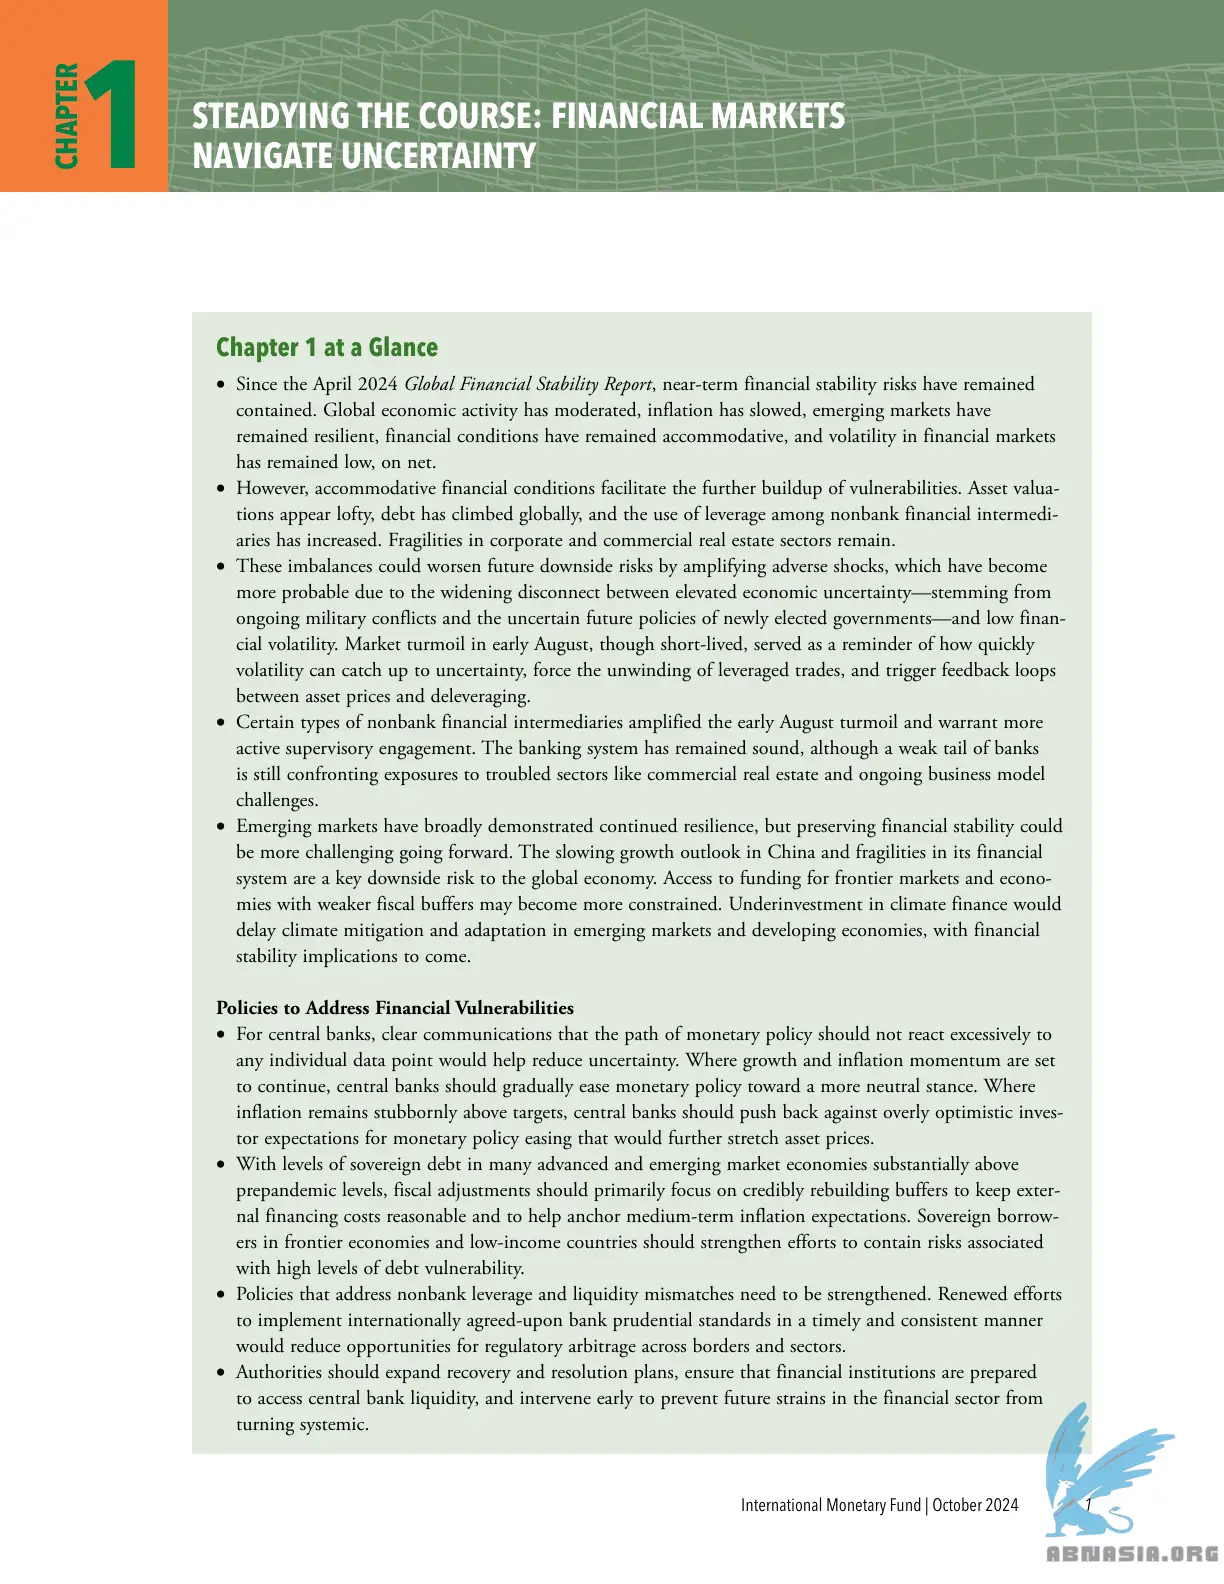 CHAPTER
1
STEADYING THE COURSE: FINANCIAL MARKETS
NAVIGATE UNCERTAINTY
Chapter 1 at a Glance
• Since the April 2024 Global Financial Stability Report, near-term financial stability risks have remained
contained. Global economic activity has moderated, inflation has slowed, emerging markets have
remained resilient, financial conditions have remained accommodative, and volatility in financial markets
has remained low, on net.
• However, accommodative financial conditions facilitate the further buildup of vulnerabilities. Asset valua-
tions appear lofty, debt has climbed globally, and the use of leverage among nonbank financial intermedi-
aries has increased. Fragilities in corporate and commercial real estate sectors remain.
• These imbalances could worsen future downside risks by amplifying adverse shocks, which have become
more probable due to the widening disconnect between elevated economic uncertainty—stemming from
ongoing military conflicts and the uncertain future policies of newly elected governments—and low finan-
cial volatility. Market turmoil in early August, though short-lived, served as a reminder of how quickly
volatility can catch up to uncertainty, force the unwinding of leveraged trades, and trigger feedback loops
between asset prices and deleveraging.
• Certain types of nonbank financial intermediaries amplified the early August turmoil and warrant more
active supervisory engagement. The banking system has remained sound, although a weak tail of banks
is still confronting exposures to troubled sectors like commercial real estate and ongoing business model
challenges.
• Emerging markets have broadly demonstrated continued resilience, but preserving financial stability could
be more challenging going forward. The slowing growth outlook in China and fragilities in its financial
system are a key downside risk to the global economy. Access to funding for frontier markets and econo-
mies with weaker fiscal buffers may become more constrained. Underinvestment in climate finance would
delay climate mitigation and adaptation in emerging markets and developing economies, with financial
stability implications to come.
Policies to Address Financial Vulnerabilities
• For central banks, clear communications that the path of monetary policy should not react excessively to
any individual data point would help reduce uncertainty. Where growth and inflation momentum are set
to continue, central banks should gradually ease monetary policy toward a more neutral stance. Where
inflation remains stubbornly above targets, central banks should push back against overly optimistic inves-
tor expectations for monetary policy easing that would further stretch asset prices.
• With levels of sovereign debt in many advanced and emerging market economies substantially above
prepandemic levels, fiscal adjustments should primarily focus on credibly rebuilding buffers to keep exter-
nal financing costs reasonable and to help anchor medium-term inflation expectations. Sovereign borrow-
ers in frontier economies and low-income countries should strengthen efforts to contain risks associated
with high levels of debt vulnerability.
• Policies that address nonbank leverage and liquidity mismatches need to be strengthened. Renewed efforts
to implement internationally agreed-upon bank prudential standards in a timely and consistent manner
would reduce opportunities for regulatory arbitrage across borders and sectors.
• Authorities should expand recovery and resolution plans, ensure that financial institutions are prepared
to access central bank liquidity, and intervene early to prevent future strains in the financial sector from
turning systemic.
International Monetary Fund | October 2024 1
ABNASIA.ORG